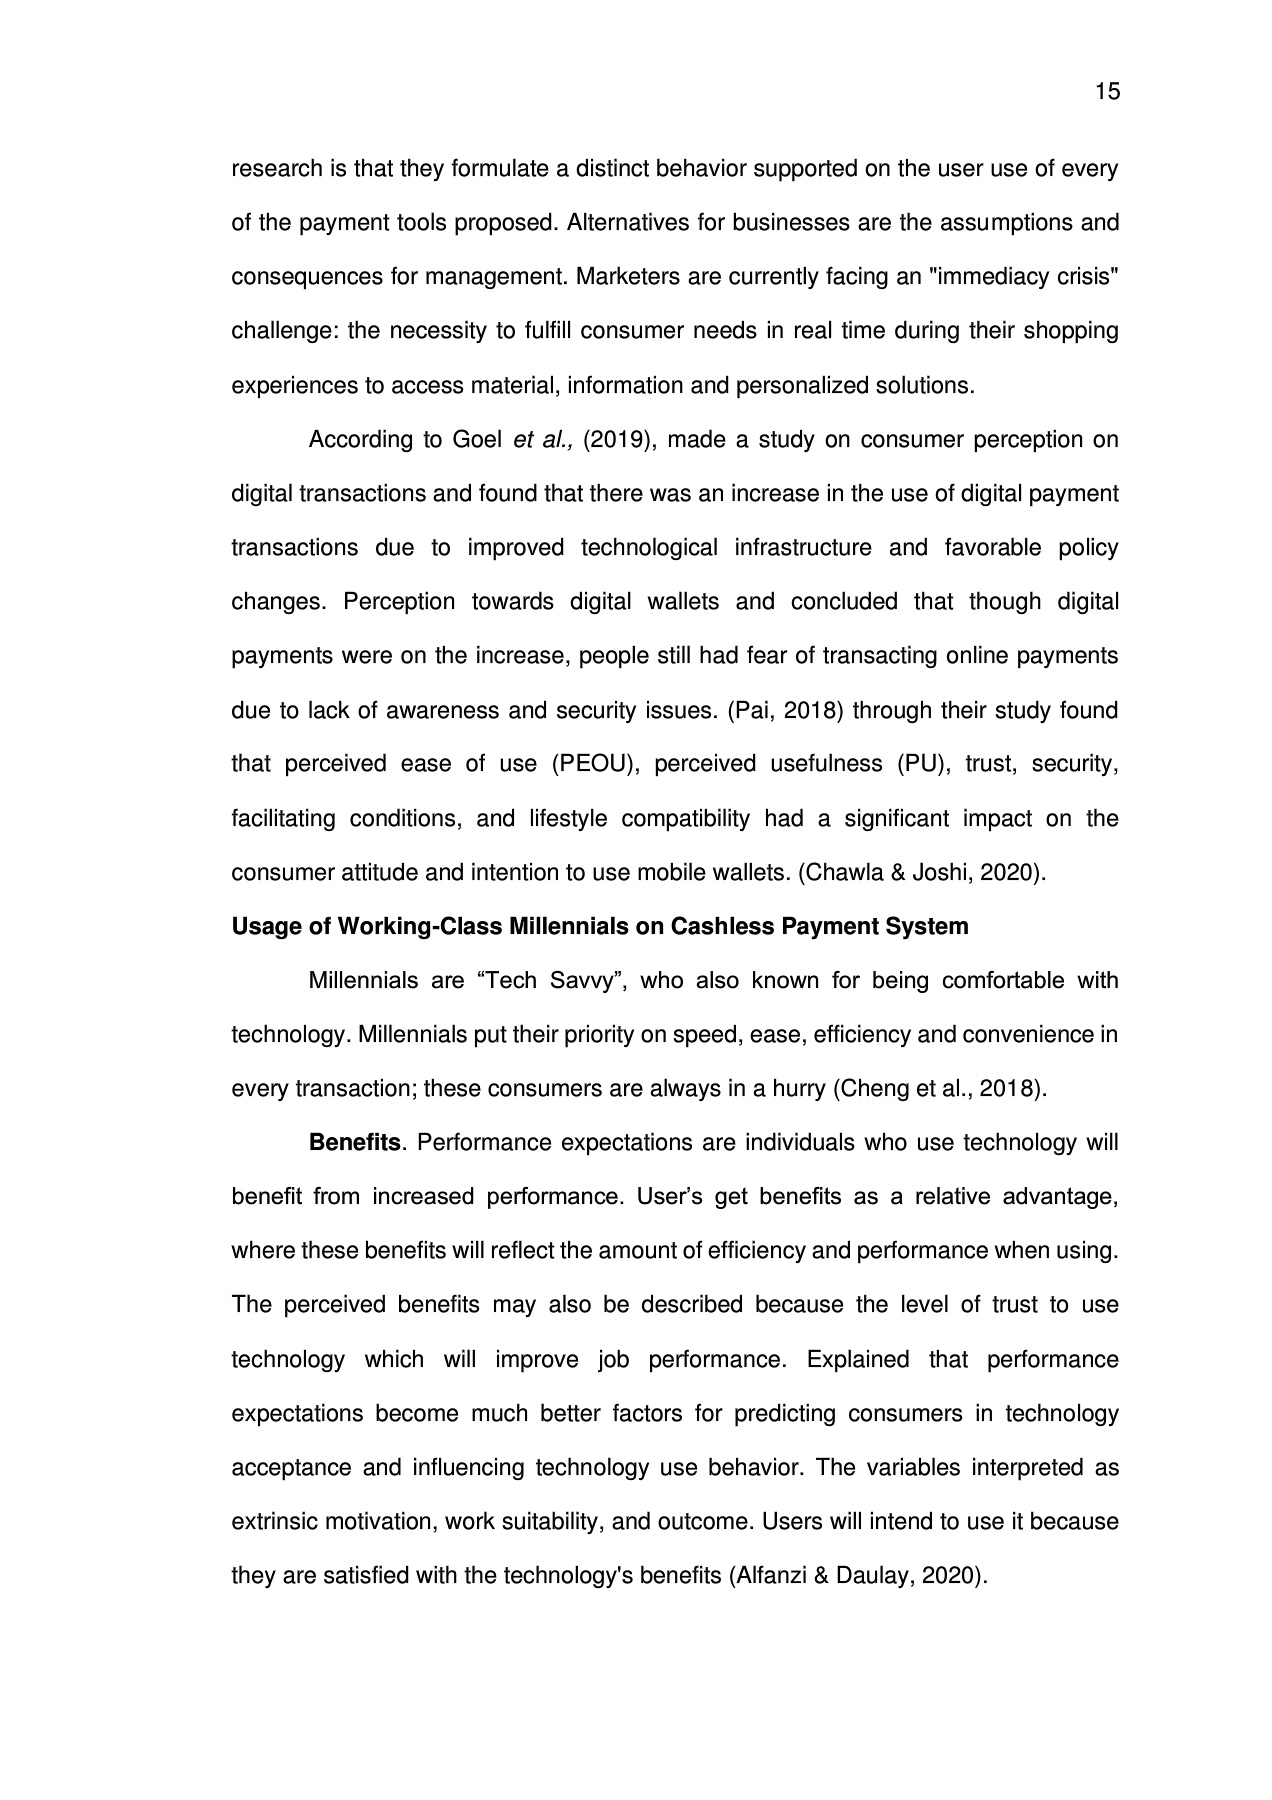 15
research is that they formulate a distinct behavior supported on the user use of every
of the payment tools proposed. Alternatives for businesses are the assumptions and
consequences for management. Marketers are currently facing an "immediacy crisis"
challenge: the necessity to fulfill consumer needs in real time during their shopping
experiences to access material, information and personalized solutions.
According to Goel et al., (2019), made a study on consumer perception on
digital transactions and found that there was an increase in the use of digital payment
transactions due to improved technological infrastructure and favorable policy
changes. Perception towards digital wallets and concluded that though digital
payments were on the increase, people still had fear of transacting online payments
due to lack of awareness and security issues. (Pai, 2018) through their study found
that perceived ease of use (PEOU), perceived usefulness (PU), trust, security,
facilitating conditions, and lifestyle compatibility had a significant impact on the
consumer attitude and intention to use mobile wallets. (Chawla & Joshi, 2020).
Usage of Working-Class Millennials on Cashless Payment System
Millennials are “Tech Savvy”, who also known for being comfortable with
technology. Millennials put their priority on speed, ease, efficiency and convenience in
every transaction; these consumers are always in a hurry (Cheng et al., 2018).
Benefits. Performance expectations are individuals who use technology will
benefit from increased performance. User’s get benefits as a relative advantage,
where these benefits will reflect the amount of efficiency and performance when using.
The perceived benefits may also be described because the level of trust to use
technology which will improve job performance. Explained that performance
expectations become much better factors for predicting consumers in technology
acceptance and influencing technology use behavior. The variables interpreted as
extrinsic motivation, work suitability, and outcome. Users will intend to use it because
they are satisfied with the technology's benefits (Alfanzi & Daulay, 2020).